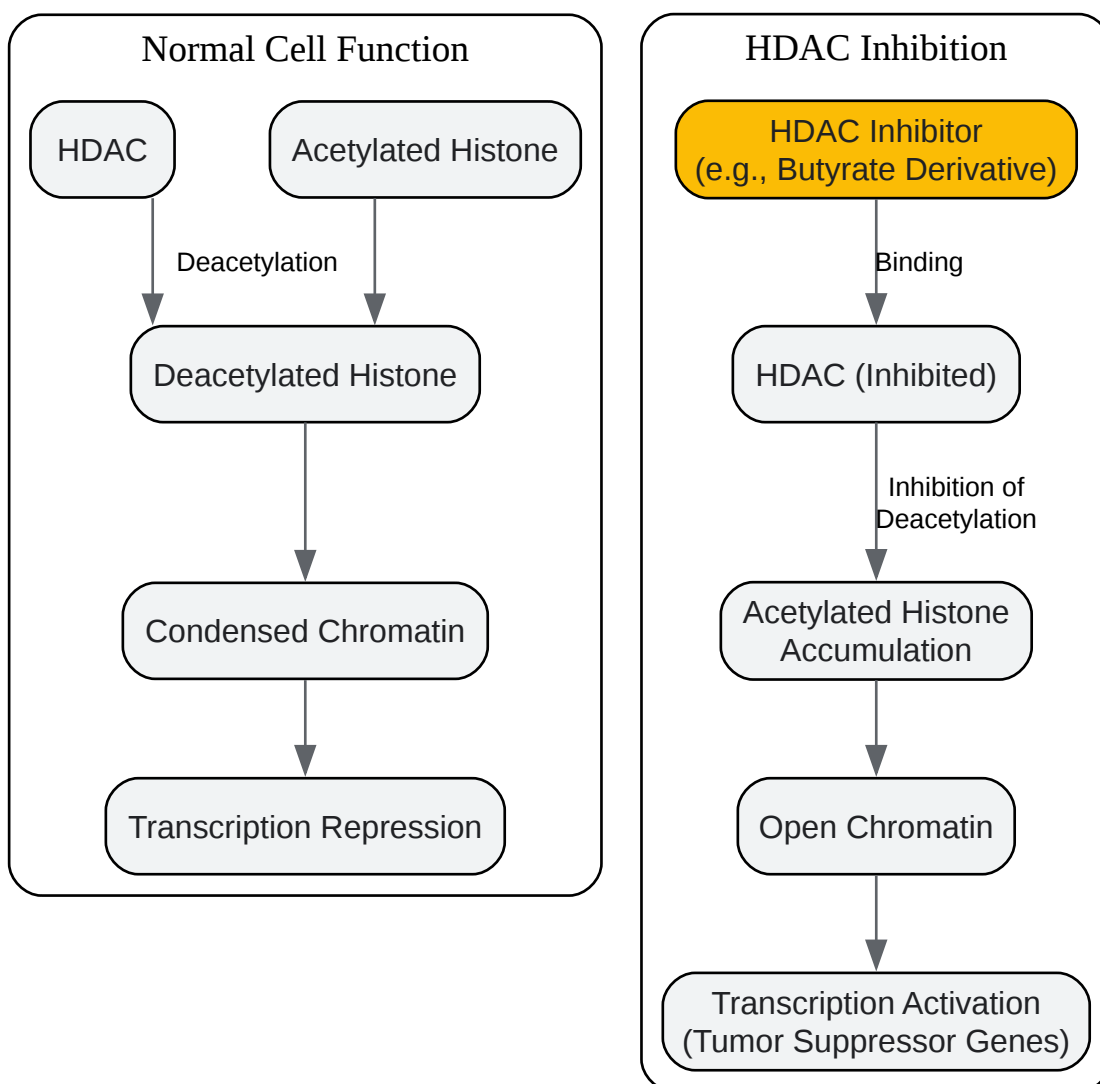 Normal Cell Function
HDAC
Acetylated Histone
Deacetylation
Deacetylated Histone
Condensed Chromatin
Transcription Repression
HDAC Inhibition
HDAC Inhibitor
(e.g., Butyrate Derivative)
Binding
HDAC (Inhibited)
Inhibition of
Deacetylation
Acetylated Histone
Accumulation
Open Chromatin
Transcription Activation
(Tumor Suppressor Genes)